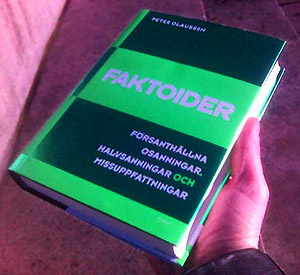 PETER OLAUSSON
FAKTOIDER
FÖRSANTHÅLLNA
OSANNINGAR,
HALVSANNINGAR OCH
MISSUPPFATTNINGAR